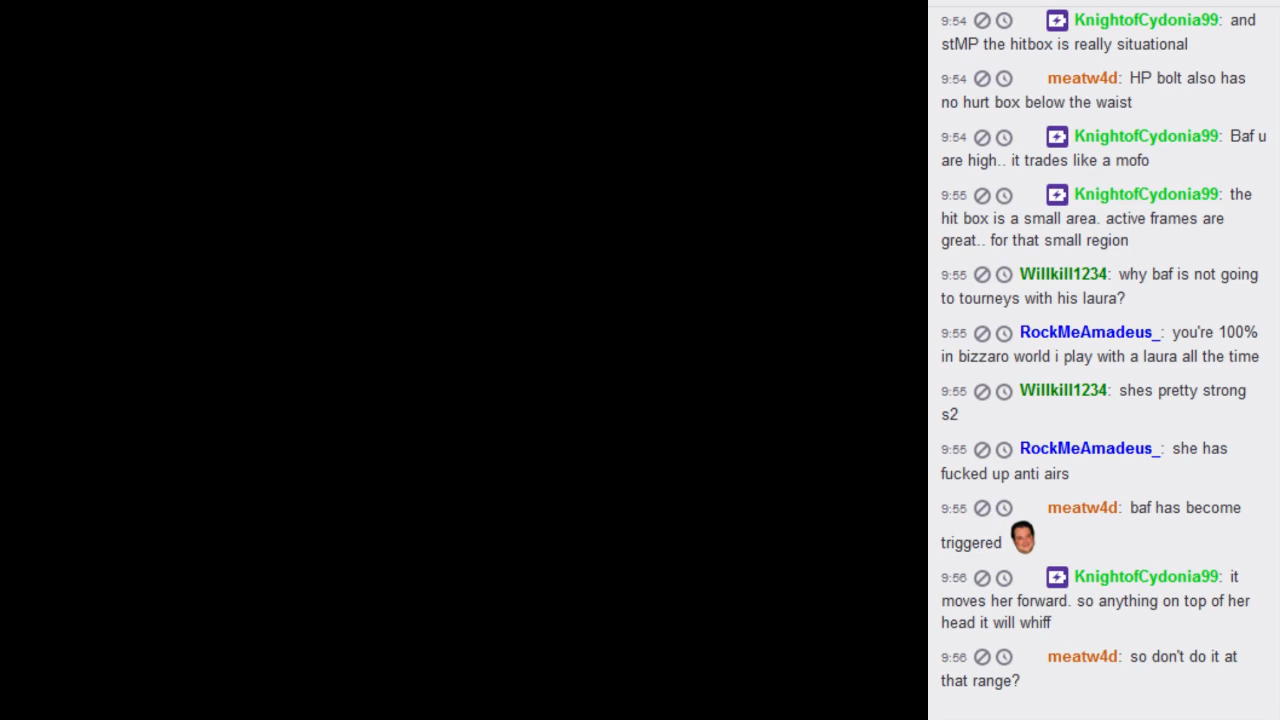 9:54 KnightofCydonia99: and
stMP the hitbox is really situational
9:54 meatw4d: HP bolt also has
no hurt box below the waist
9:54 KnightofCydonia99: Baf u
are high.. it trades like a mofo
9:55 KnightofCydonia99: the
hit box is a small area. active frames are
great.. for that small region
9:55 Willkill1234: why baf is not going
to tourneys with his laura?
9:55 RockMeAmadeus_: you're 100%
in bizzaro world i play with a laura all the time
9:55 Willkill1234: shes pretty strong
s2
9:55 RockMeAmadeus_: she has
fucked up anti airs
9:55 meatw4d: baf has become
triggered
9:56 KnightofCydonia99: it
moves her forward. so anything on top of her
head it will whiff
9:56 meatw4d: so don't do it at
that range?